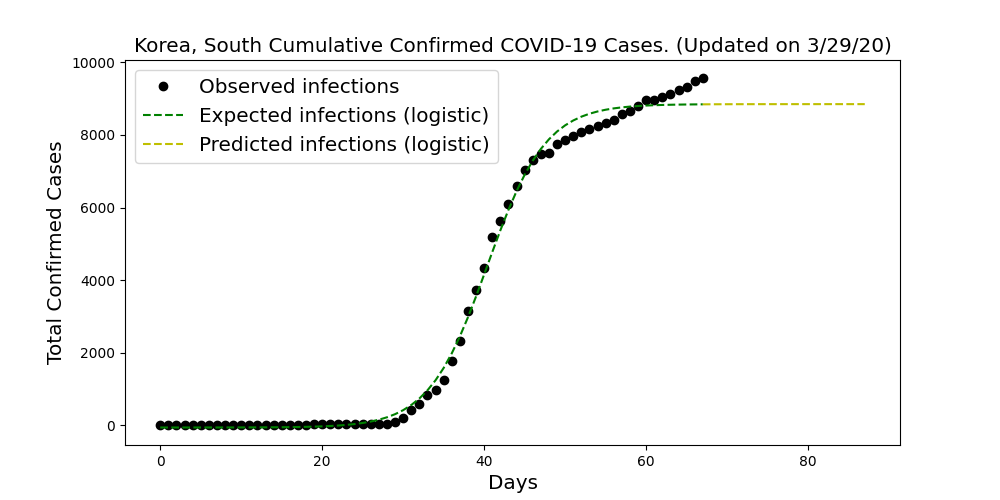 Korea, South Cumulative Confirmed COVID-19 Cases. (Updated on 3/29/20)
Observed infections
Expected infections (logistic)
Predicted infections (logistic)
Total Confirmed Cases
10000
8000
6000
4000
2000
0
0 20 40 60 80
Days